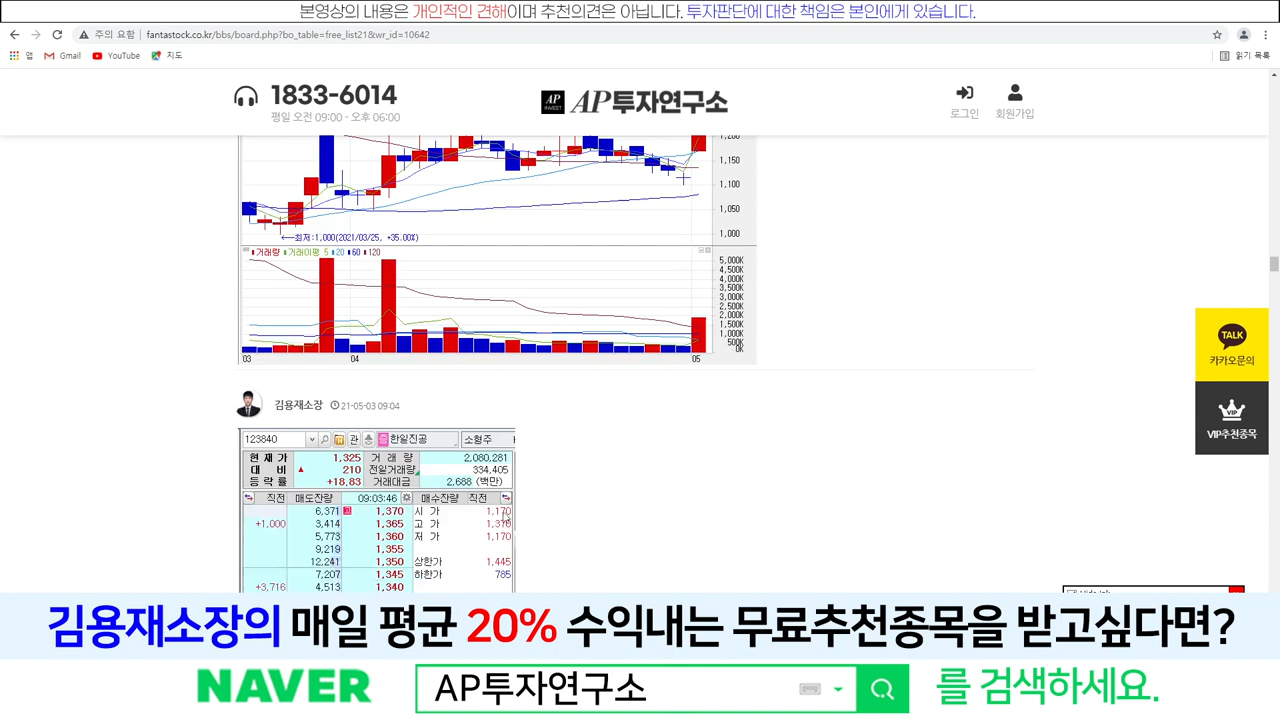 본영상의 내용은 개인적인 견해이며 추천의견은 아닙니다. 투자판단에 대한 책임은 본인에게 있습니다.
주의 요함 | fantastock.co.kr/bbs/board.php?bo_table=free_list21&wr_id=10642
앱 Gmail YouTube 지도 읽기 목록
1833-6014
평일 오전 09:00 - 오후 06:00
AP INVEST AP투자연구소
로그인 회원가입
1,200
1,150
1,100
1,050
1,000
최저:1,000(2021/03/25, +35.00%)
거래량 거래이평 5 20 60 120
5,000K
4,500K
4,000K
3,500K
3,000K
2,500K
2,000K
1,500K
1,000K
500K
0K
03 04 05
TALK
카카오문의
VIP
VIP추천종목
김용재소장 21-05-03 09:04
123840 관 증 한일진공 소형주
현재가 1,325 거래량 2,080,281
대비 ▲ 210 전일거래량 334,405
등락률 +18,83 거래대금 2,688 (백만)
직전 매도잔량 09:03:46 매수잔량 직전
6,371 고 1,370 시가 1,170
+1,000 3,414 1,365 고가 1,370
5,773 1,360 저가 1,170
9,219 1,355
12,241 1,350 상한가 1,445
7,207 1,345 하한가 785
+3,716 4,513 1,340
김용재소장의 매일 평균 20% 수익내는 무료추천종목을 받고싶다면?
NAVER AP투자연구소 를 검색하세요.